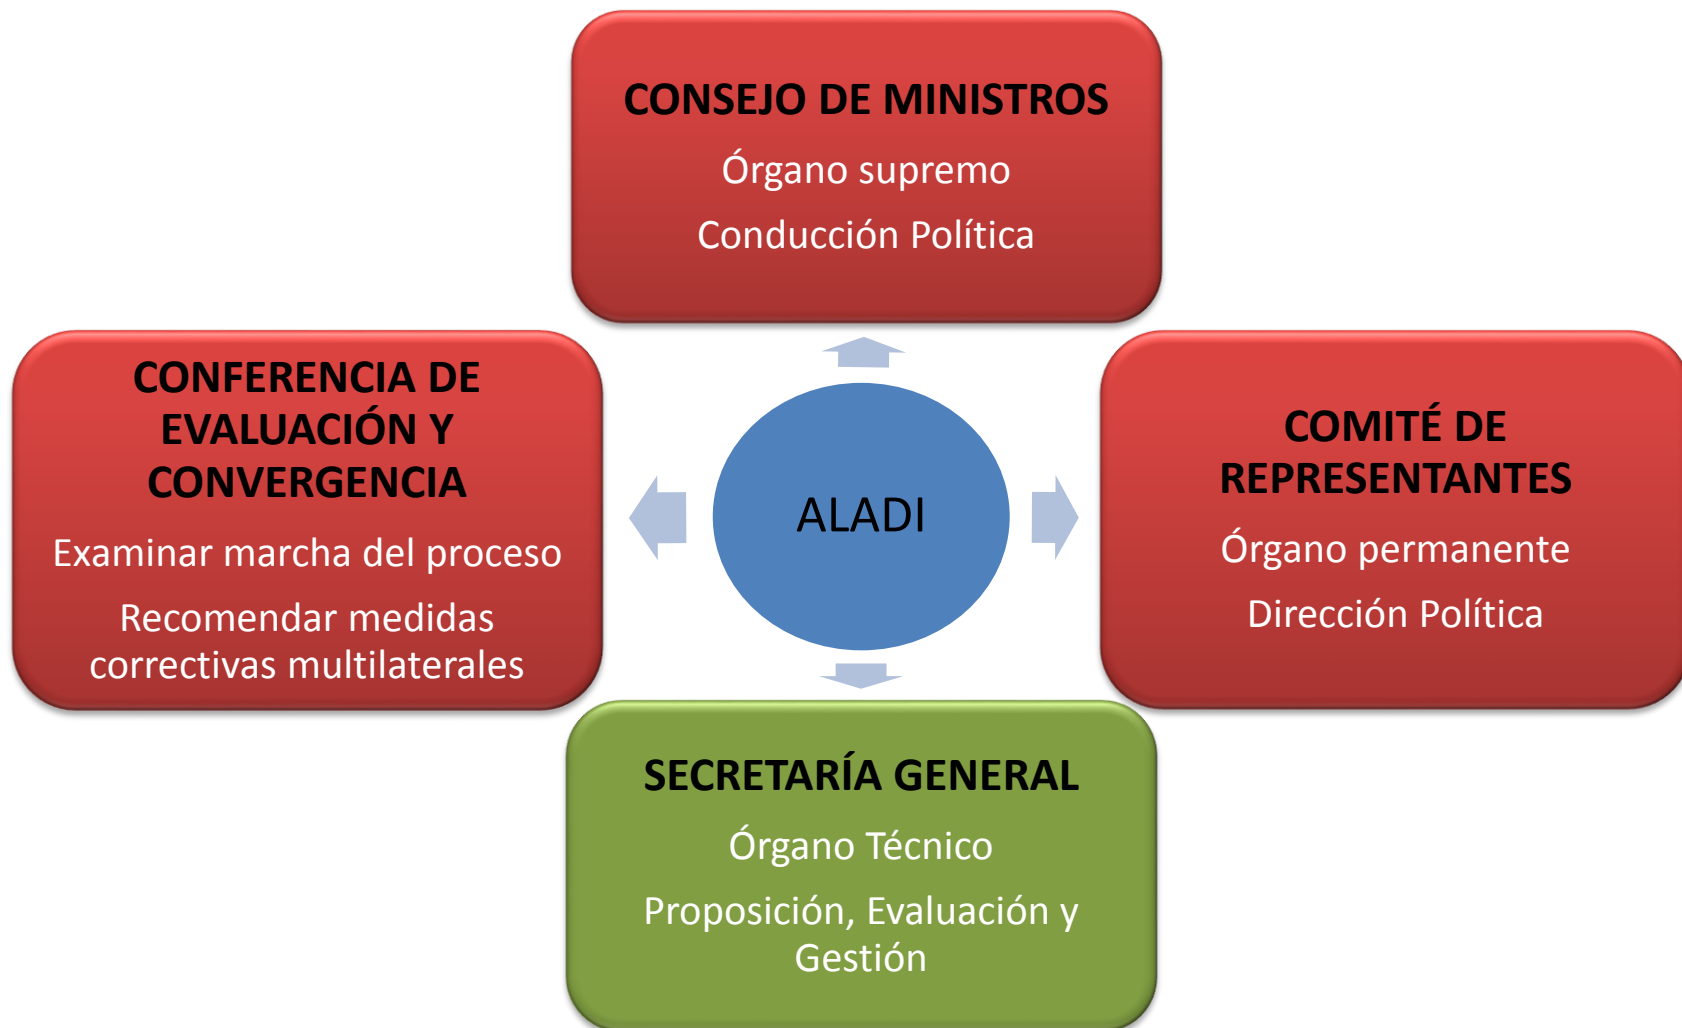 CONSEJO DE MINISTROS
Órgano supremo
Conducción Política
CONFERENCIA DE
EVALUACIÓN Y
CONVERGENCIA
Examinar marcha del proceso
Recomendar medidas
correctivas multilaterales
ALADI
COMITÉ DE
REPRESENTANTES
Órgano permanente
Dirección Política
SECRETARÍA GENERAL
Órgano Técnico
Proposición, Evaluación y
Gestión